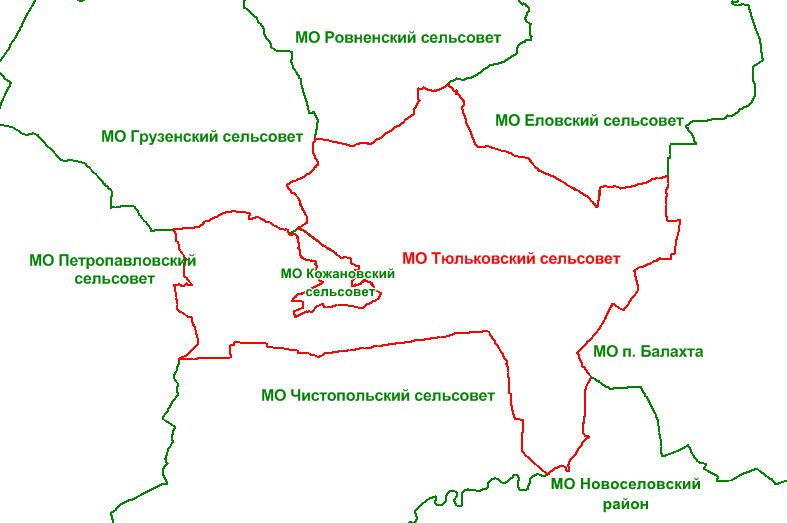 МО Ровненский сельсовет
МО Еловский сельсовет
МО Грузенский сельсовет
МО Петропавловский
сельсовет
МО Кожановский
сельсовет
МО Тюльковский сельсовет
МО п. Балахта
МО Чистопольский сельсовет
МО Новоселовский
район